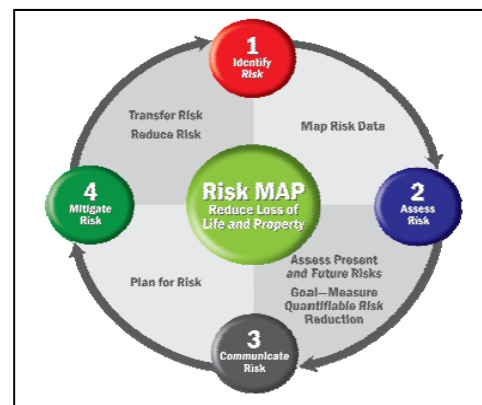 1
Identify
Risk
Transfer Risk
Reduce Risk
Map Risk Data
4
Mitigate
Risk
Risk MAP
Reduce Loss of
Life and Property
2
Assess
Risk
Plan for Risk
Assess Present
and Future Risks
Goal—Measure
Quantifiable Risk
Reduction
3
Communicate
Risk